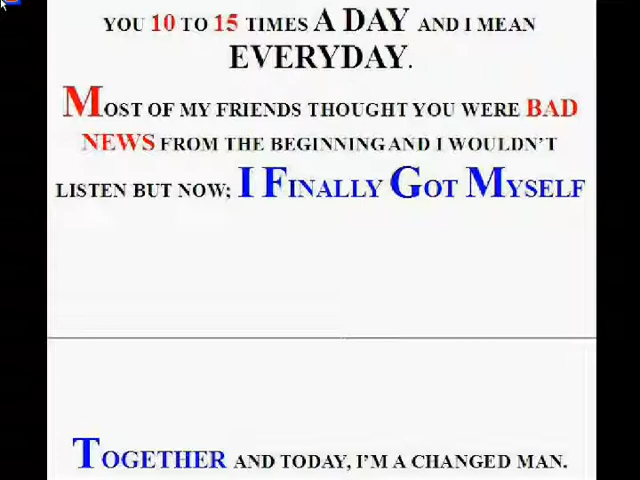 YOU 10 TO 15 TIMES A DAY AND I MEAN
EVERYDAY.
MOST OF MY FRIENDS THOUGHT YOU WERE BAD
NEWS FROM THE BEGINNING AND I WOULDN'T
LISTEN BUT NOW; I FINALLY GOT MYSELF
TOGETHER AND TODAY, I'M A CHANGED MAN.